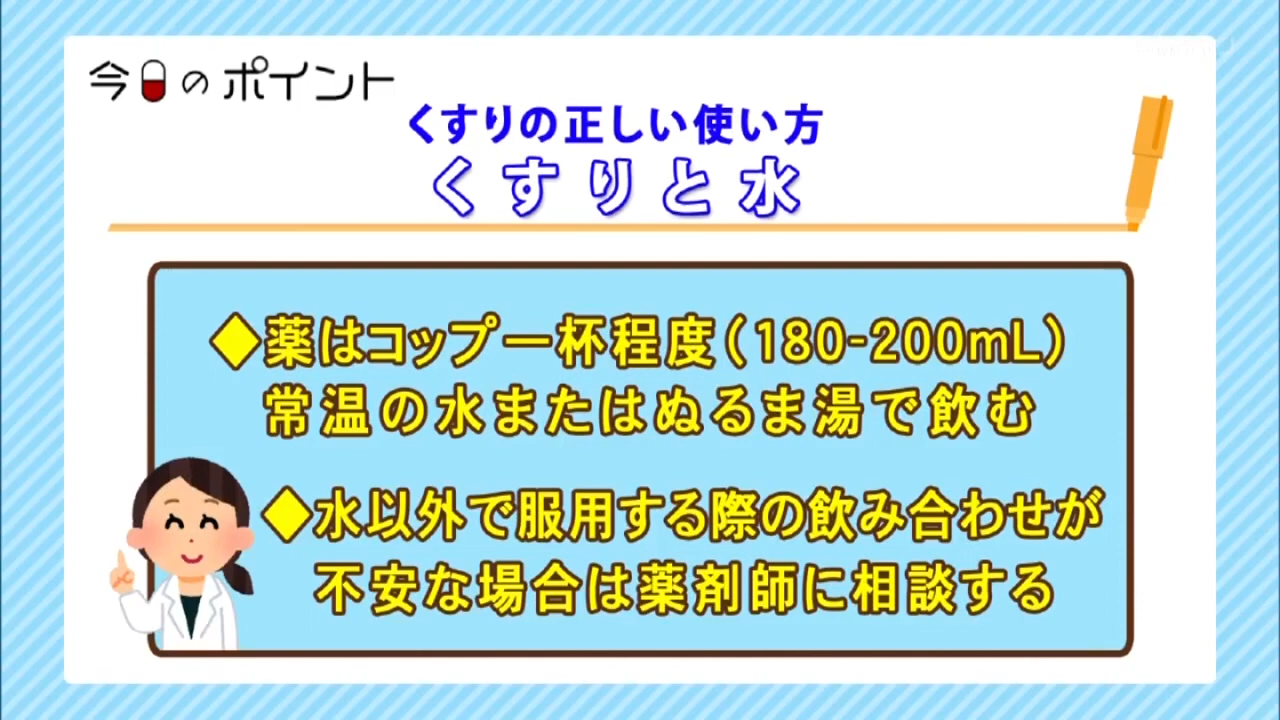 今日のポイント
くすりの正しい使い方
くすりと水
◆薬はコップ一杯程度(180-200mL)
常温の水またはぬるま湯で飲む
◆水以外で服用する際の飲み合わせが
不安な場合は薬剤師に相談する